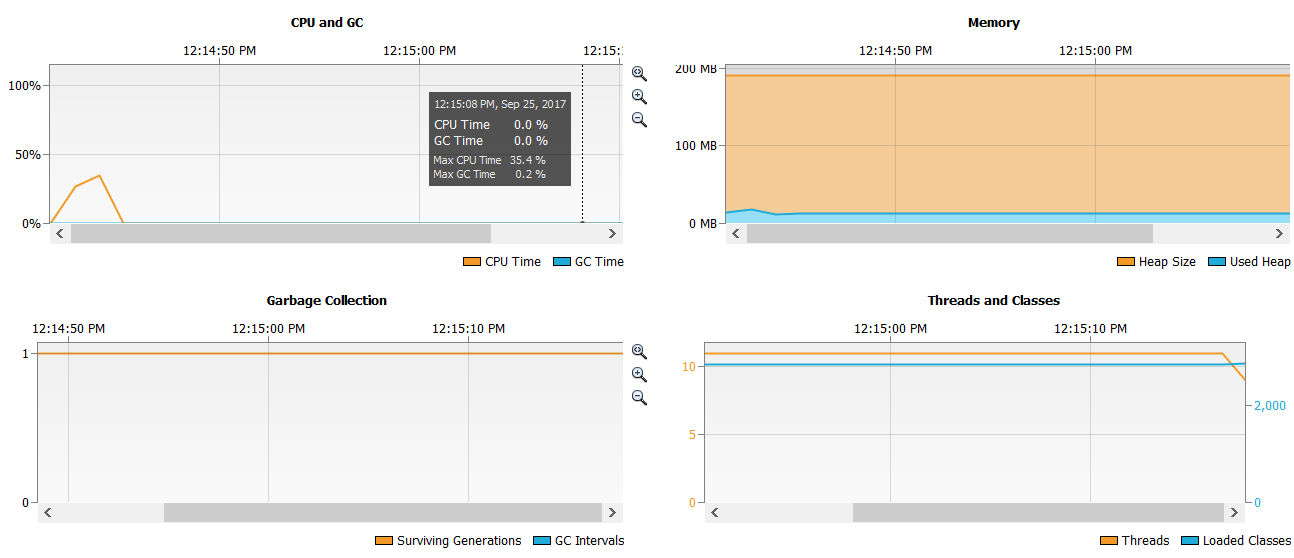 CPU and GC
12:14:50 PM 12:15:00 PM 12:15:
100%
50%
0%
12:15:08 PM, Sep 25, 2017
CPU Time 0.0 %
GC Time 0.0 %
Max CPU Time 35.4 %
Max GC Time 0.2 %
CPU Time GC Time
Memory
12:14:50 PM 12:15:00 PM
200 MB
100 MB
0 MB
Heap Size Used Heap
Garbage Collection
12:14:50 PM 12:15:00 PM 12:15:10 PM
1
0
Surviving Generations GC Intervals
Threads and Classes
12:15:00 PM 12:15:10 PM
10
5
0
2,000
0
Threads Loaded Classes